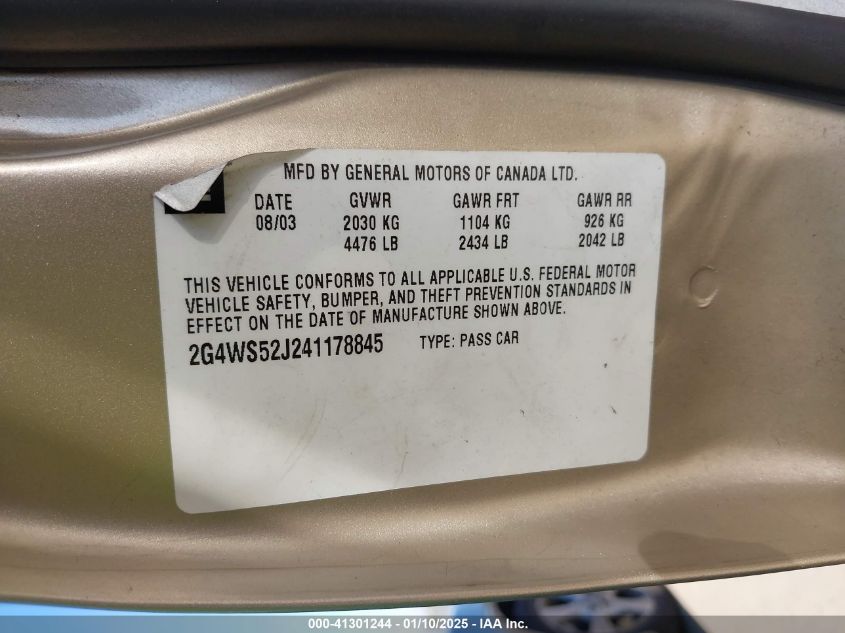 MFD BY GENERAL MOTORS OF CANADA LTD.
DATE GVWR GAWR FRT GAWR RR
08/03 2030 KG 1104 KG 926 KG
4476 LB 2434 LB 2042 LB
THIS VEHICLE CONFORMS TO ALL APPLICABLE U.S. FEDERAL MOTOR
VEHICLE SAFETY, BUMPER, AND THEFT PREVENTION STANDARDS IN
EFFECT ON THE DATE OF MANUFACTURE SHOWN ABOVE.
2G4WS52J241178845 TYPE: PASS CAR
000-41301244 - 01/10/2025 - IAA Inc.